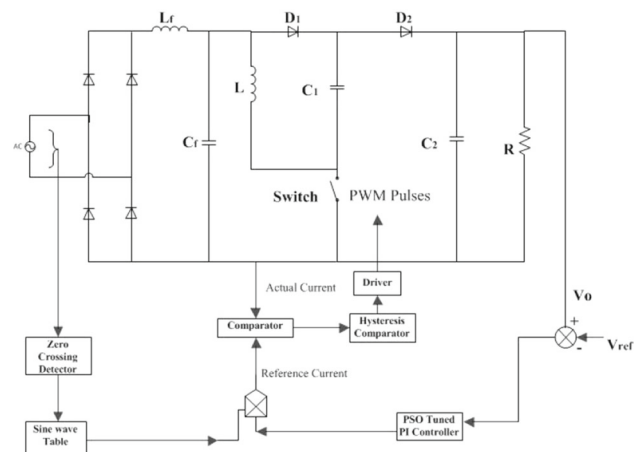 Lf
D1
D2
L
C1
Cf
C2
R
AC
Switch
PWM Pulses
Actual Current
Driver
Vo
Comparator
Hysteresis
Comparator
+
-
Vref
Zero
Crossing
Detector
Reference Current
PSO Tuned
PI Controller
Sine wave
Table